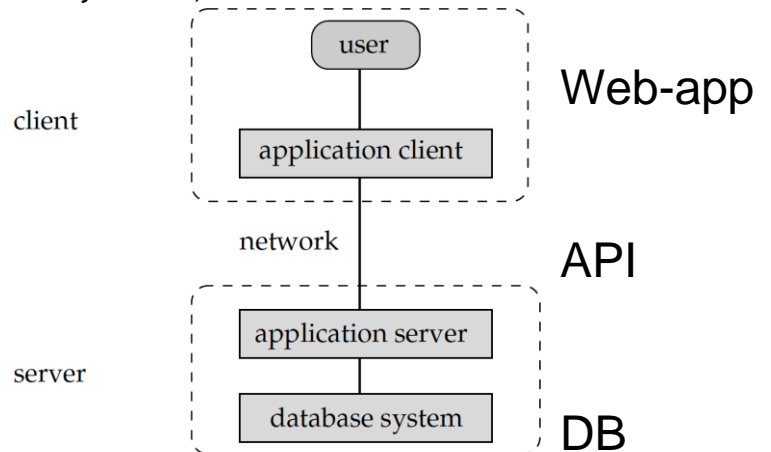 user
Web-app
client
application client
network
API
application server
server
database system
DB